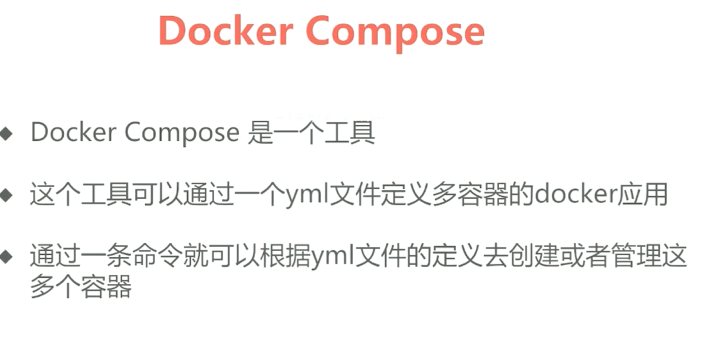 Docker Compose
◆ Docker Compose 是一个工具
◆ 这个工具可以通过一个yml文件定义多容器的docker应用
◆ 通过一条命令就可以根据yml文件的定义去创建或者管理这
多个容器